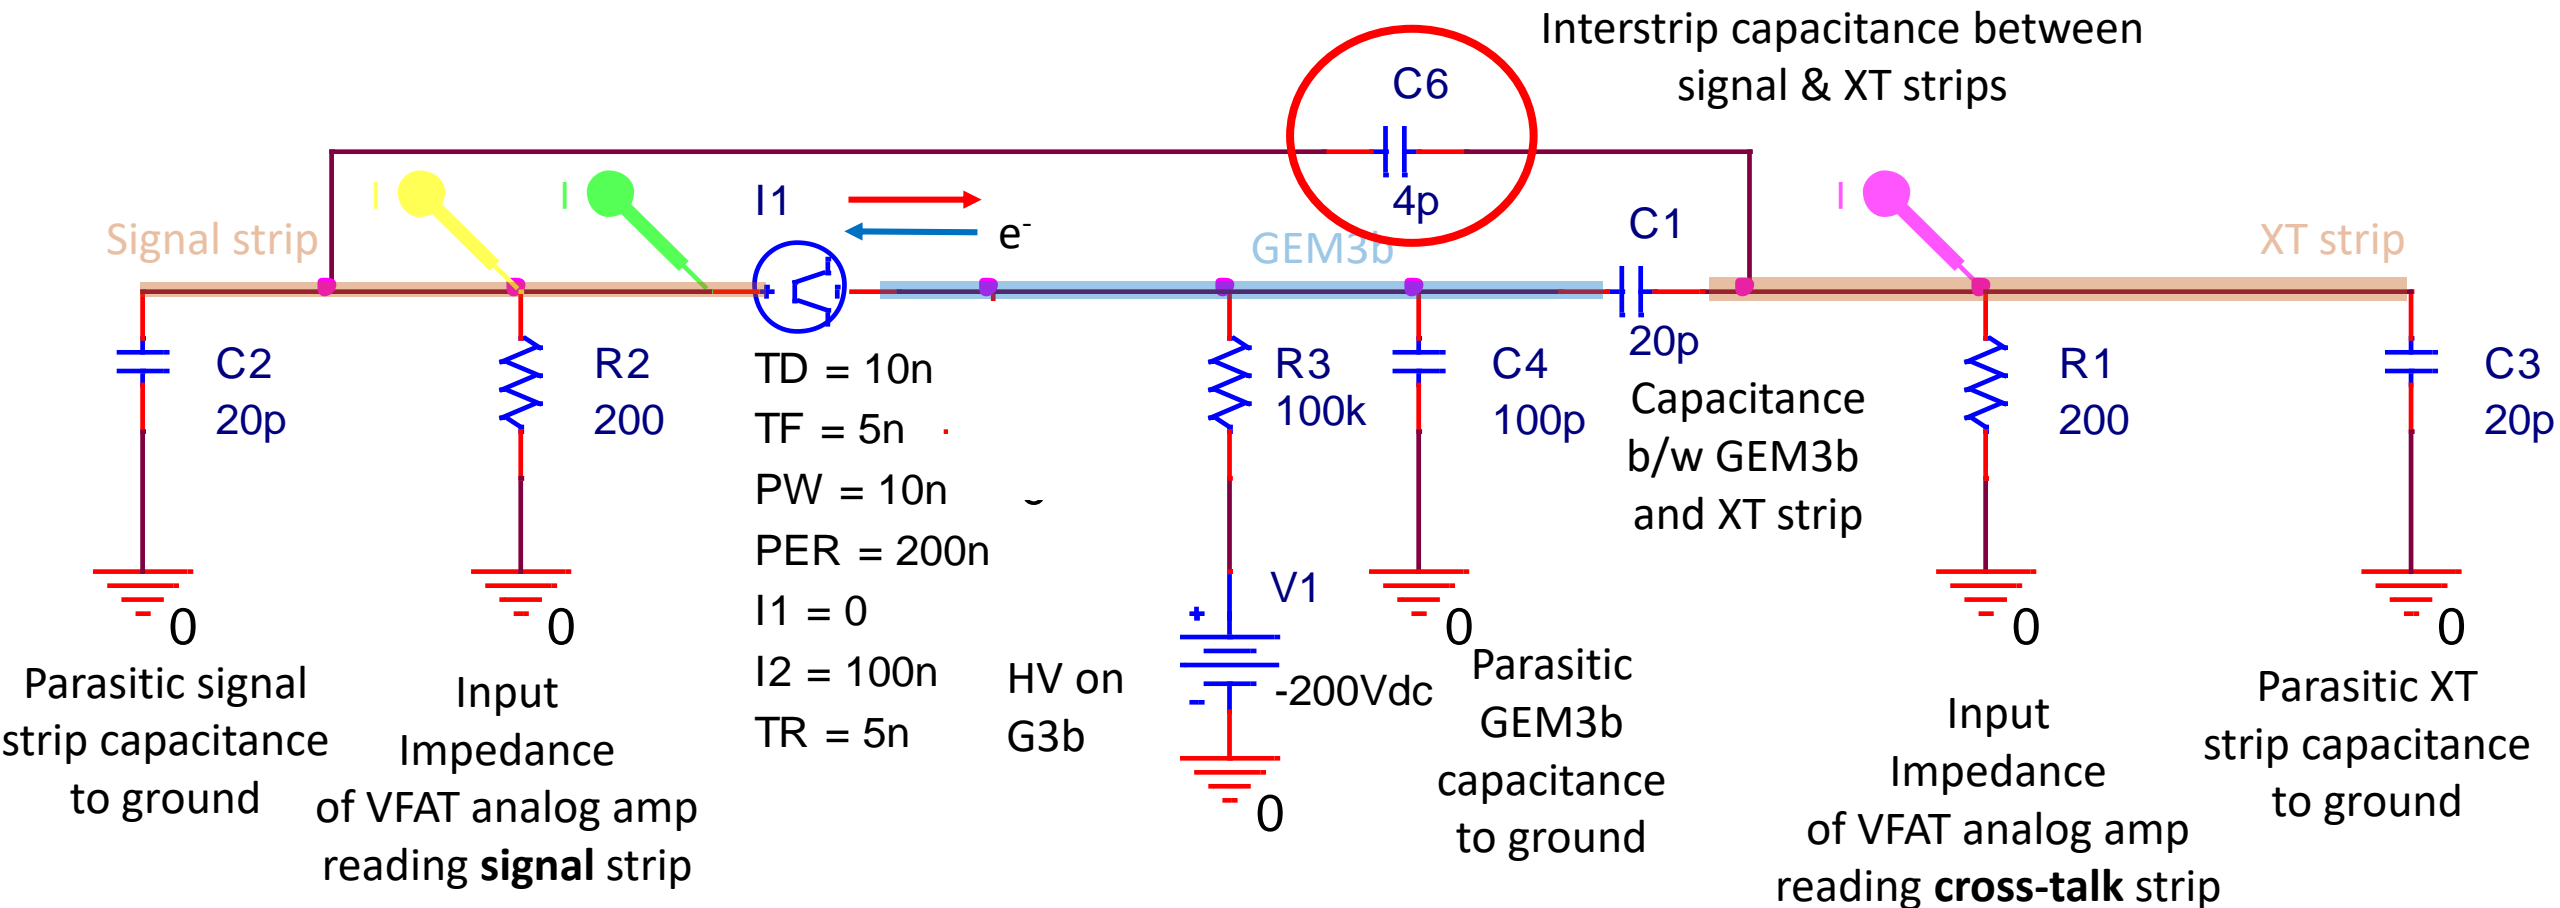 Interstrip capacitance between
signal & XT strips
C6
4p
I1
e-
I
I
I
C1
20p
Signal strip
GEM3b
XT strip
C2
20p
R2
200
TD = 10n
TF = 5n
PW = 10n
PER = 200n
I1 = 0
I2 = 100n
TR = 5n
R3
100k
C4
100p
Capacitance
b/w GEM3b
and XT strip
R1
200
C3
20p
V1
+
-
-200Vdc
HV on
G3b
0
0
0
0
0
0
Parasitic signal
strip capacitance
to ground
Input
Impedance
of VFAT analog amp
reading signal strip
Parasitic
GEM3b
capacitance
to ground
Input
Impedance
of VFAT analog amp
reading cross-talk strip
Parasitic XT
strip capacitance
to ground